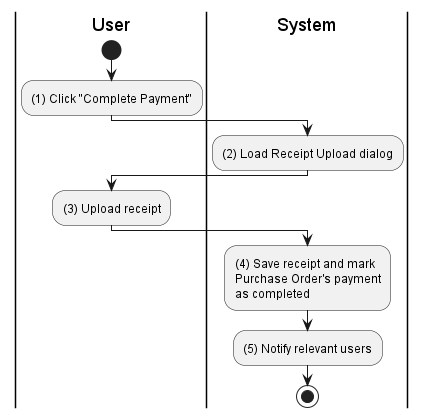 User
System
(1) Click "Complete Payment"
(2) Load Receipt Upload dialog
(3) Upload receipt
(4) Save receipt and mark
Purchase Order's payment
as completed
(5) Notify relevant users